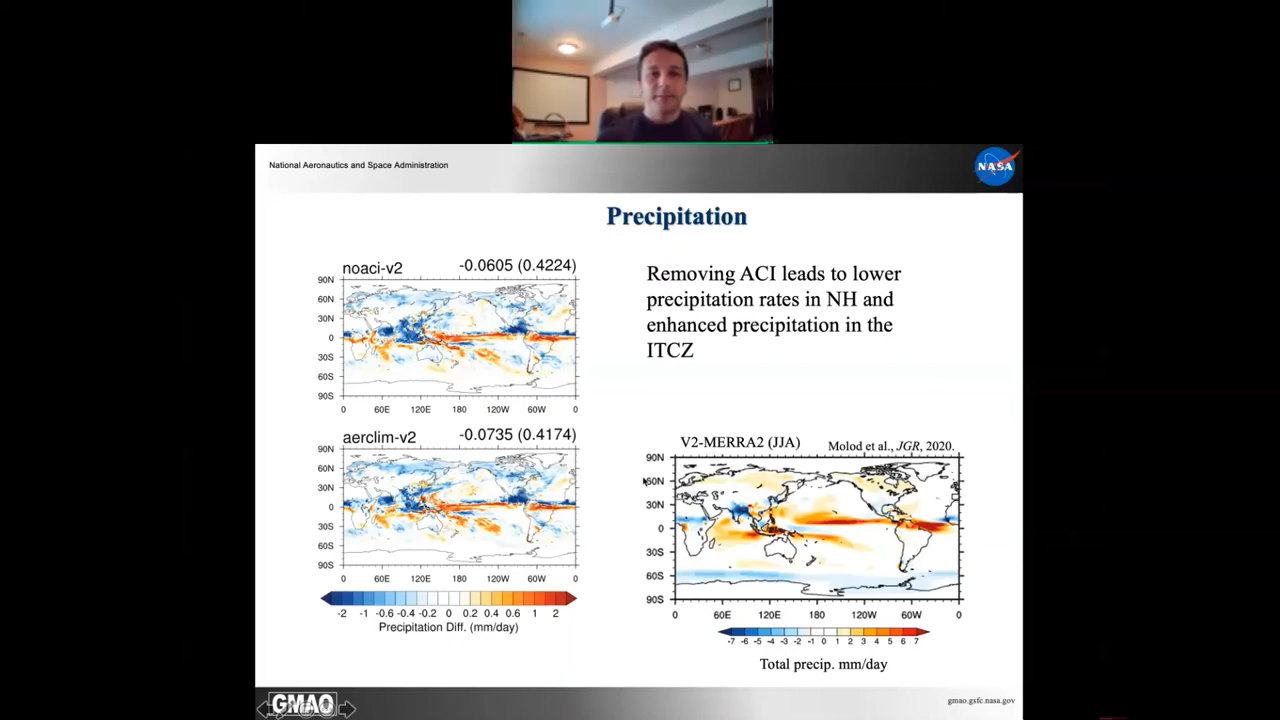 National Aeronautics and Space Administration
NASA
Precipitation
noaci-v2 -0.0605 (0.4224)
90N
60N
30N
0
30S
60S
90S
0 60E 120E 180 120W 60W 0
Removing ACI leads to lower
precipitation rates in NH and
enhanced precipitation in the
ITCZ
aerclim-v2 -0.0735 (0.4174)
90N
60N
30N
0
30S
60S
90S
0 60E 120E 180 120W 60W 0
-2 -1 -0.6 -0.4 -0.2 0 0.2 0.4 0.6 1 2
Precipitation Diff. (mm/day)
V2-MERRA2 (JJA) Molod et al., JGR, 2020.
90N
60N
30N
0
30S
60S
90S
0 60E 120E 180 120W 60W 0
-7 -6 -5 -4 -3 -2 -1 0 1 2 3 4 5 6 7
Total precip. mm/day
GMAO
gmao.gsfc.nasa.gov